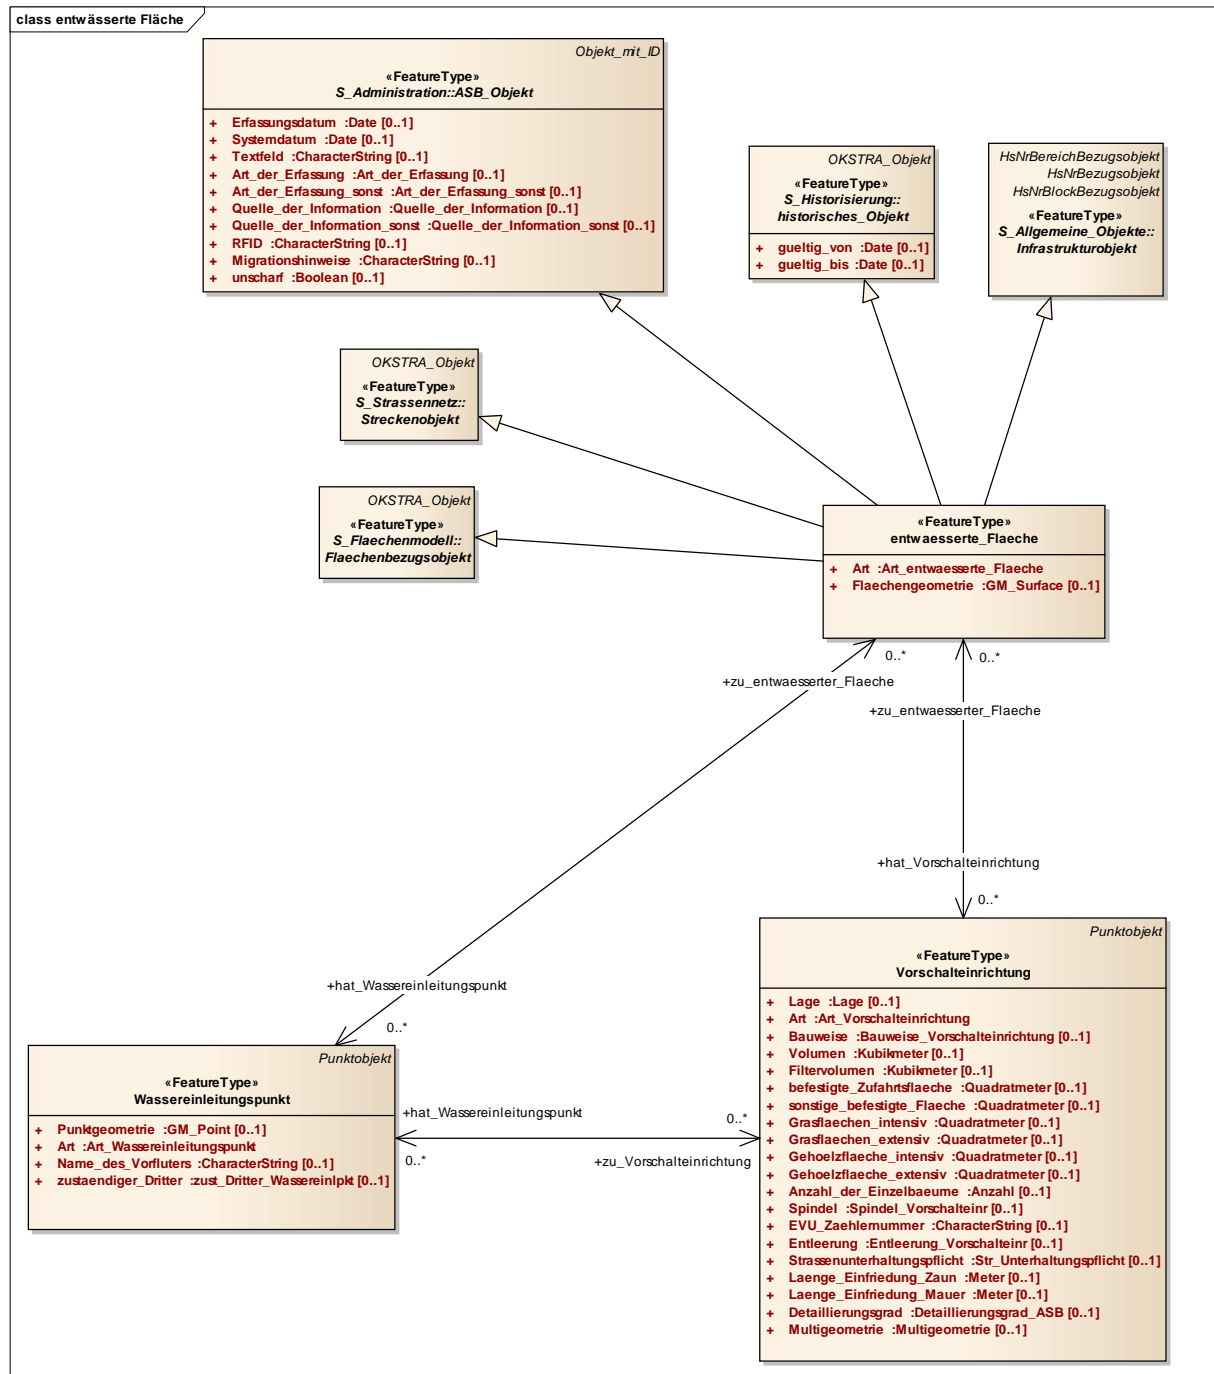 class entwässerte Fläche
Objekt_mit_ID
«FeatureType»
S_Administration::ASB_Objekt
+ Erfassungsdatum :Date [0..1]
+ Systemdatum :Date [0..1]
+ Textfeld :CharacterString [0..1]
+ Art_der_Erfassung :Art_der_Erfassung [0..1]
+ Art_der_Erfassung_sonst :Art_der_Erfassung_sonst [0..1]
+ Quelle_der_Information :Quelle_der_Information [0..1]
+ Quelle_der_Information_sonst :Quelle_der_Information_sonst [0..1]
+ RFID :CharacterString [0..1]
+ Migrationshinweise :CharacterString [0..1]
+ unscharf :Boolean [0..1]
OKSTRA_Objekt
«FeatureType»
S_Historisierung::
historisches_Objekt
+ gueltig_von :Date [0..1]
+ gueltig_bis :Date [0..1]
HsNrBereichBezugsobjekt
HsNrBezugsobjekt
HsNrBlockBezugsobjekt
«FeatureType»
S_Allgemeine_Objekte::
Infrastrukturobjekt
OKSTRA_Objekt
«FeatureType»
S_Strassennetz::
Streckenobjekt
OKSTRA_Objekt
«FeatureType»
S_Flaechenmodell::
Flaechenbezugsobjekt
«FeatureType»
entwaesserte_Flaeche
+ Art :Art_entwaesserte_Flaeche
+ Flaechengeometrie :GM_Surface [0..1]
0..*
0..*
+zu_entwaesserter_Flaeche
+zu_entwaesserter_Flaeche
+hat_Vorschalteinrichtung
0..*
+hat_Wassereinleitungspunkt
0..*
Punktobjekt
«FeatureType»
Wassereinleitungspunkt
+ Punktgeometrie :GM_Point [0..1]
+ Art :Art_Wassereinleitungspunkt
+ Name_des_Vorfluters :CharacterString [0..1]
+ zustaendiger_Dritter :zust_Dritter_Wassereinlpkt [0..1]
+hat_Wassereinleitungspunkt
0..*
0..*
+zu_Vorschalteinrichtung
Punktobjekt
«FeatureType»
Vorschalteinrichtung
+ Lage :Lage [0..1]
+ Art :Art_Vorschalteinrichtung
+ Bauweise :Bauweise_Vorschalteinrichtung [0..1]
+ Volumen :Kubikmeter [0..1]
+ Filtervolumen :Kubikmeter [0..1]
+ befestigte_Zufahrtsflaeche :Quadratmeter [0..1]
+ sonstige_befestigte_Flaeche :Quadratmeter [0..1]
+ Grasflaechen_intensiv :Quadratmeter [0..1]
+ Grasflaechen_extensiv :Quadratmeter [0..1]
+ Gehoelzflaeche_intensiv :Quadratmeter [0..1]
+ Gehoelzflaeche_extensiv :Quadratmeter [0..1]
+ Anzahl_der_Einzelbaeume :Anzahl [0..1]
+ Spindel :Spindel_Vorschalteinr [0..1]
+ EVU_Zaehlernummer :CharacterString [0..1]
+ Entleerung :Entleerung_Vorschalteinr [0..1]
+ Strassenunterhaltungspflicht :Str_Unterhaltungspflicht [0..1]
+ Laenge_Einfriedung_Zaun :Meter [0..1]
+ Laenge_Einfriedung_Mauer :Meter [0..1]
+ Detaillierungsgrad :Detaillierungsgrad_ASB [0..1]
+ Multigeometrie :Multigeometrie [0..1]